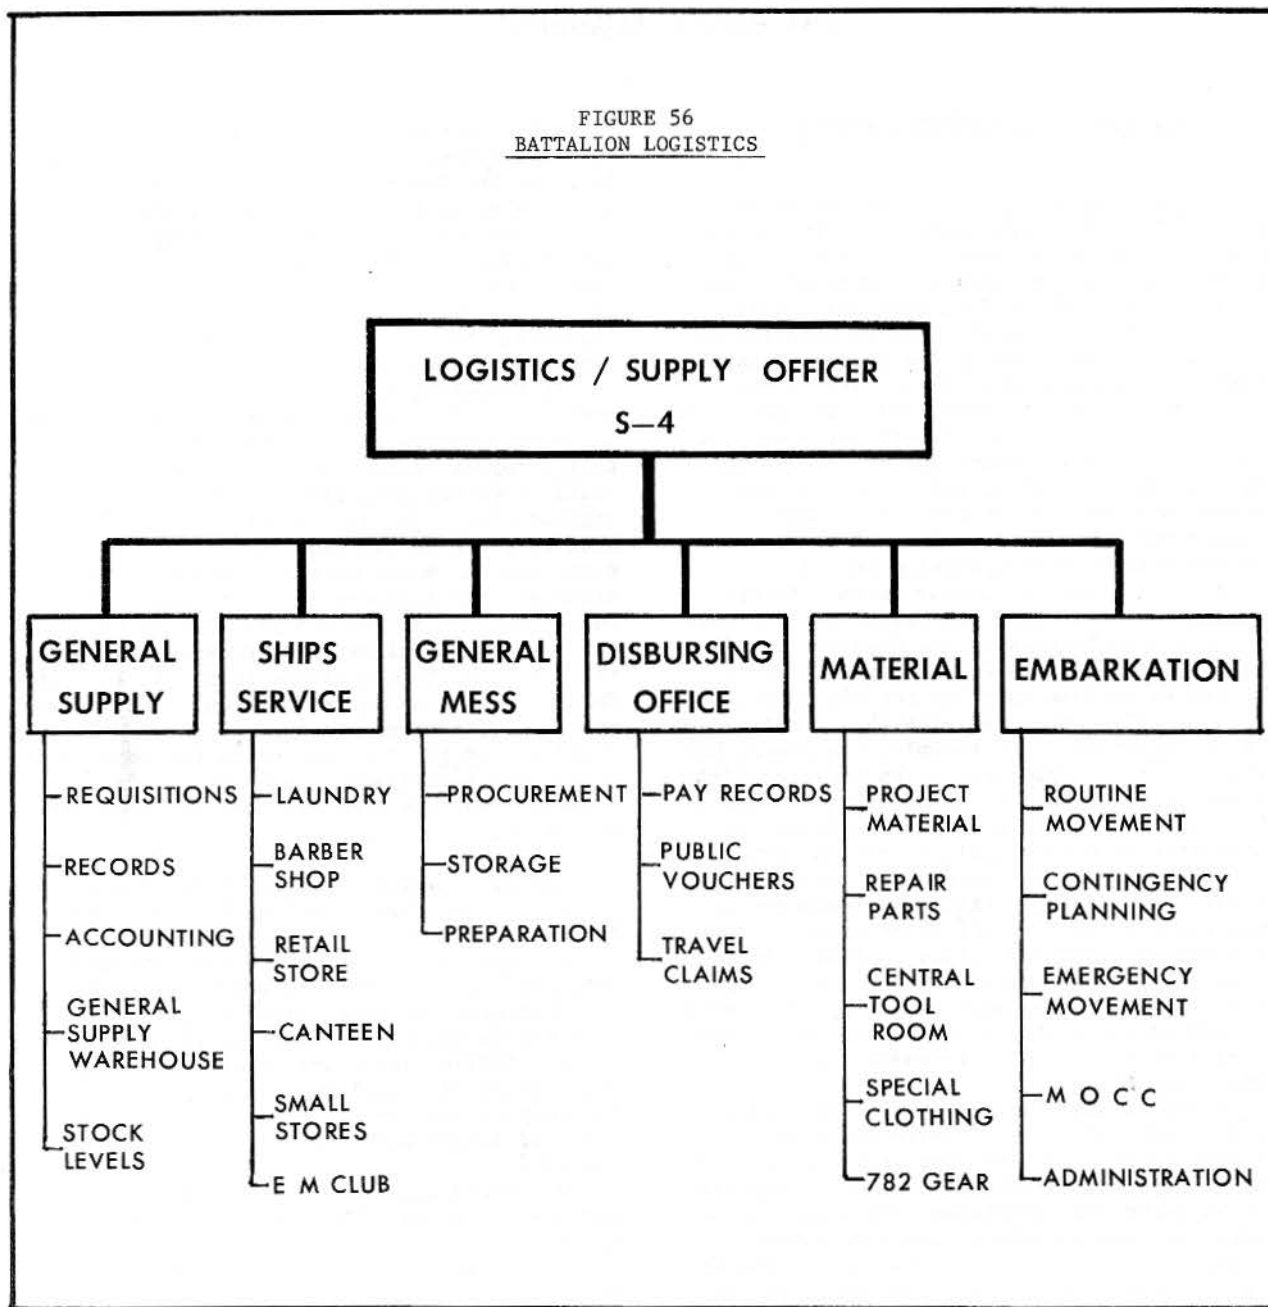 FIGURE 56
BATTALION LOGISTICS
LOGISTICS / SUPPLY OFFICER
S—4
GENERAL
SUPPLY
REQUISITIONS
RECORDS
ACCOUNTING
GENERAL
SUPPLY
WAREHOUSE
STOCK
LEVELS
SHIPS
SERVICE
LAUNDRY
BARBER
SHOP
RETAIL
STORE
CANTEEN
SMALL
STORES
E M CLUB
GENERAL
MESS
PROCUREMENT
STORAGE
PREPARATION
DISBURSING
OFFICE
PAY RECORDS
PUBLIC
VOUCHERS
TRAVEL
CLAIMS
MATERIAL
PROJECT
MATERIAL
REPAIR
PARTS
CENTRAL
TOOL
ROOM
SPECIAL
CLOTHING
782 GEAR
EMBARKATION
ROUTINE
MOVEMENT
CONTINGENCY
PLANNING
EMERGENCY
MOVEMENT
M O C C
ADMINISTRATION